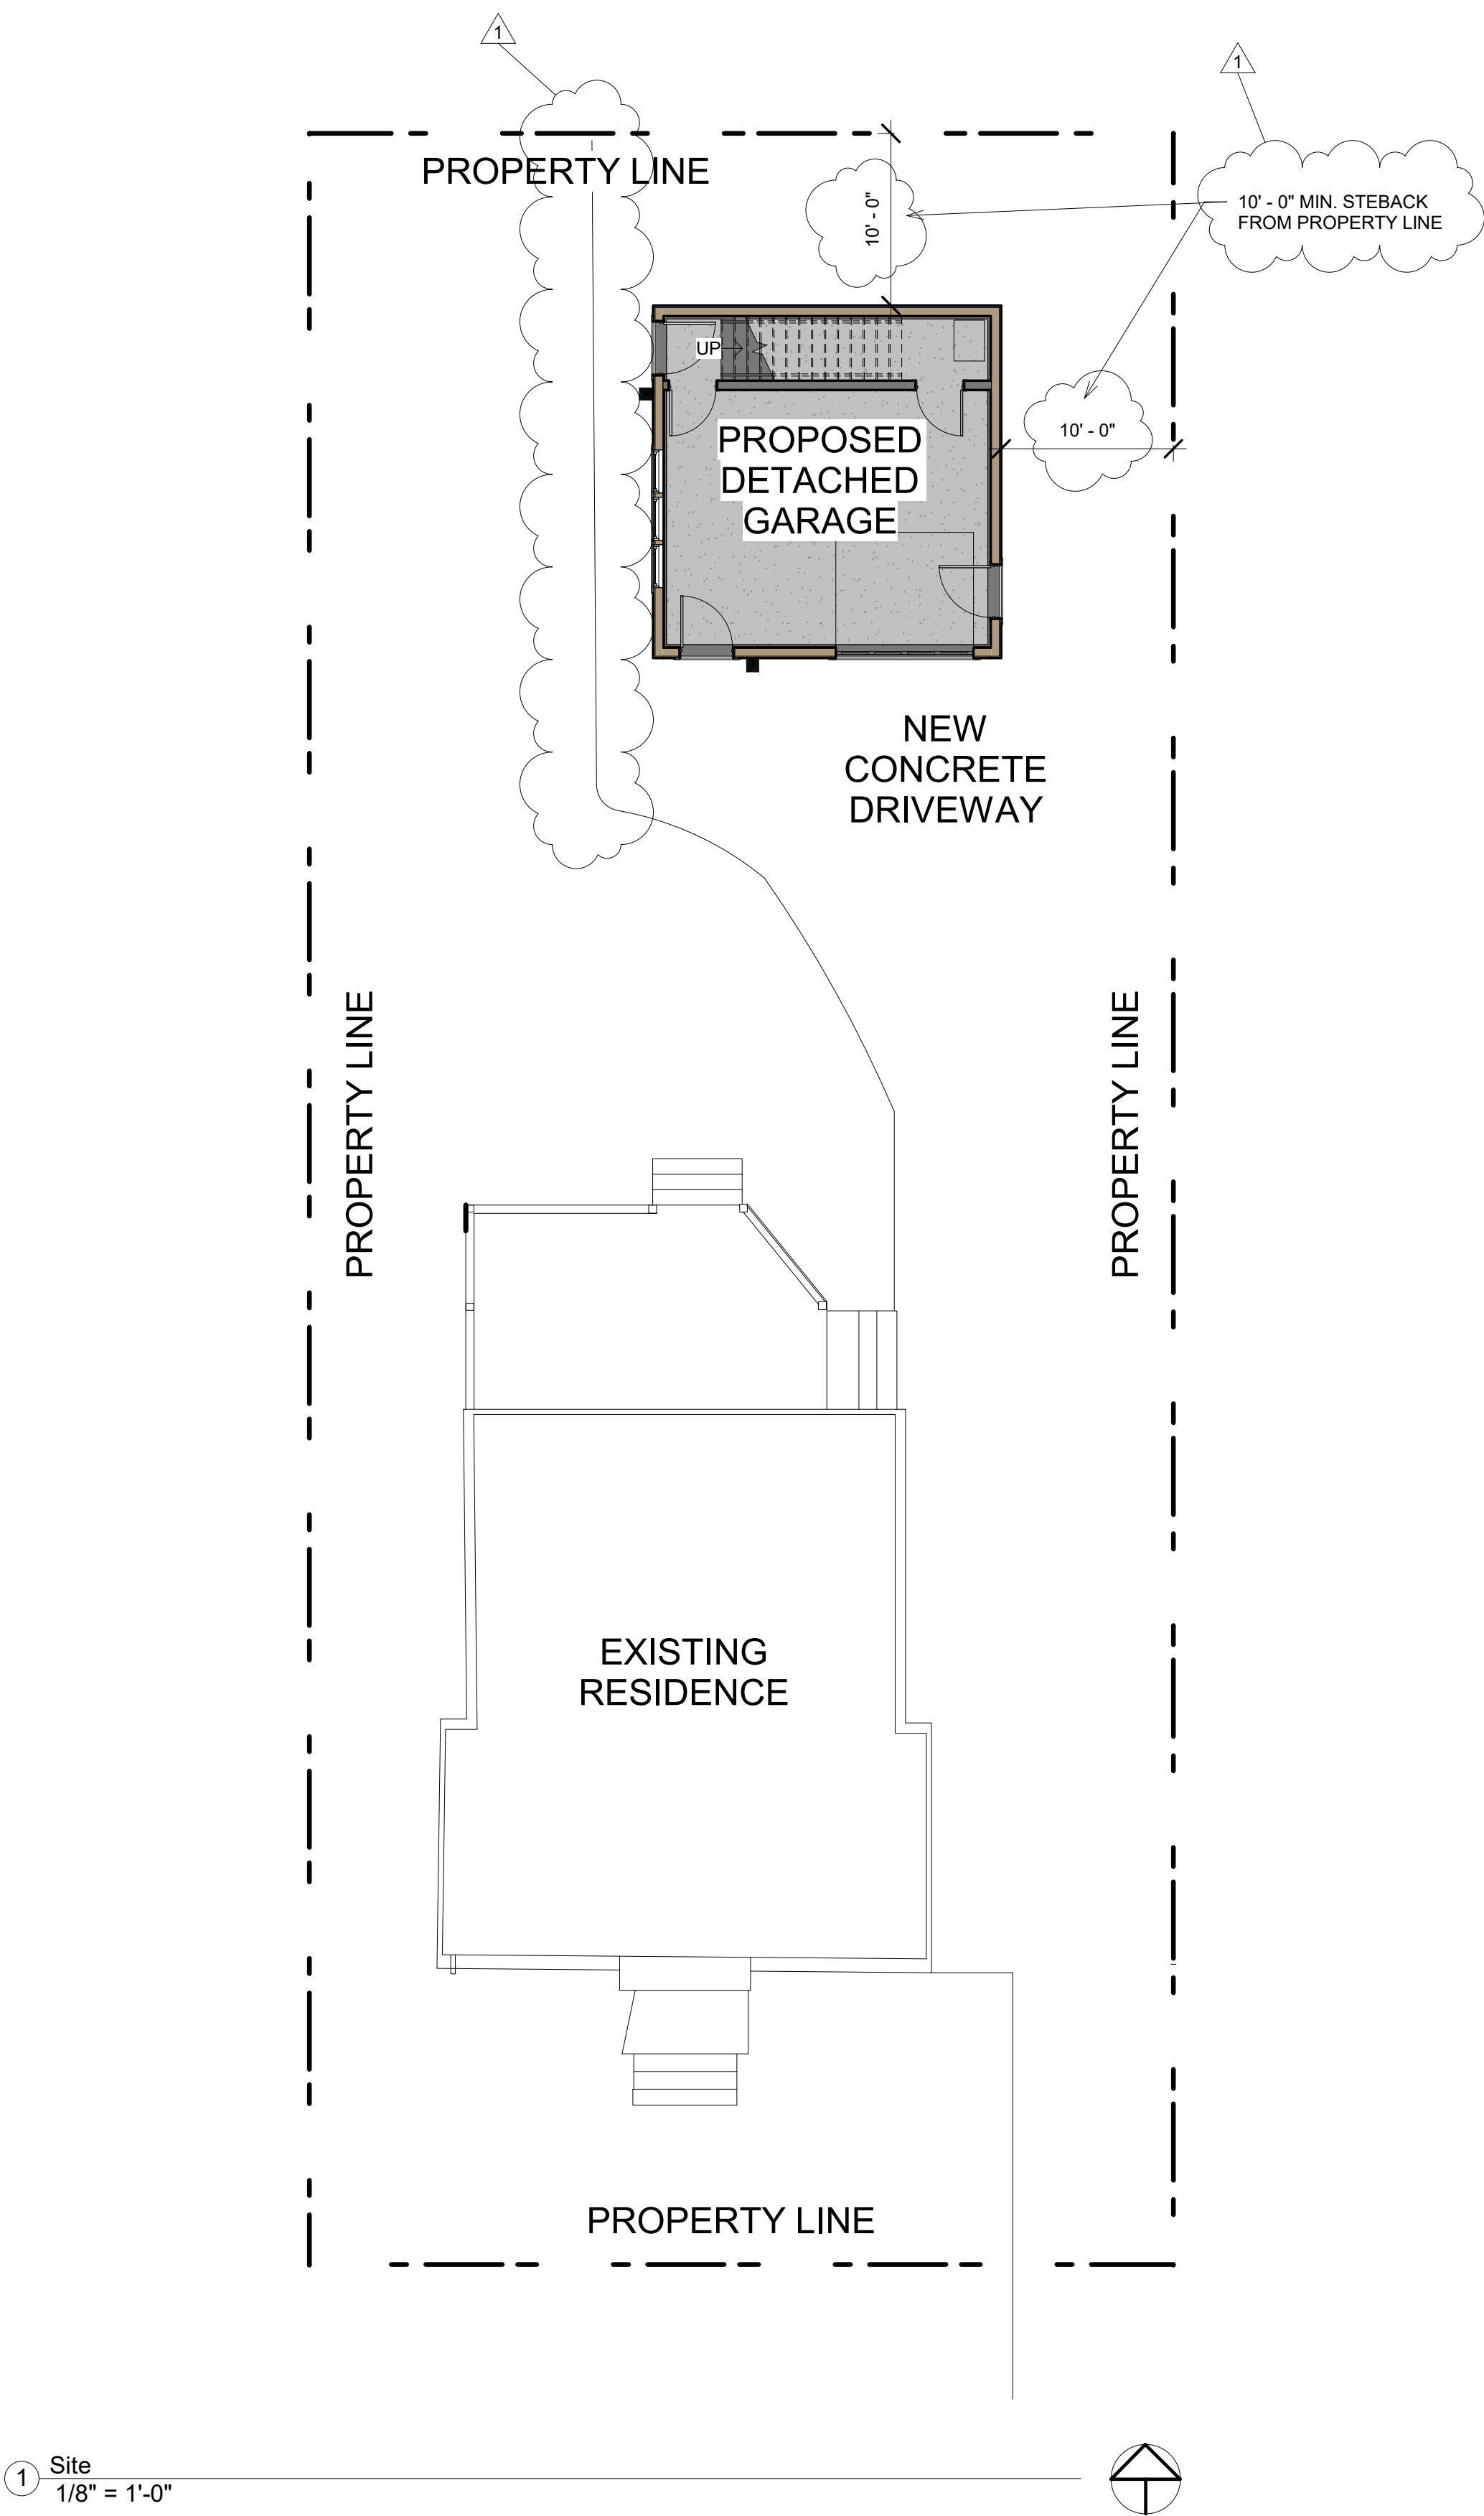 1
1
PROPERTY LINE
10' - 0"
10' - 0" MIN. STEBACK
FROM PROPERTY LINE
UP
10' - 0"
PROPOSED
DETACHED
GARAGE
NEW
CONCRETE
DRIVEWAY
PROPERTY LINE
PROPERTY LINE
EXISTING
RESIDENCE
PROPERTY LINE
1
Site
1/8" = 1'-0"